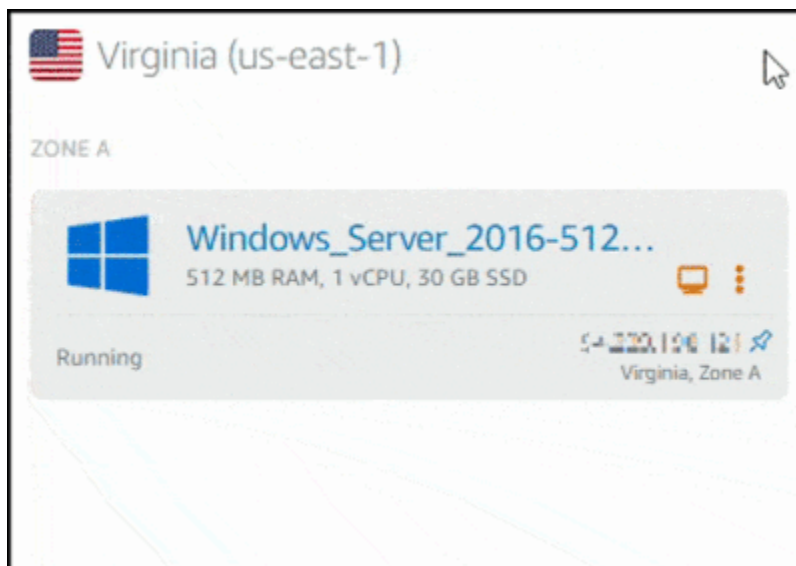 Virginia (us-east-1)
ZONE A
Windows_Server_2016-512...
512 MB RAM, 1 vCPU, 30 GB SSD
Running
Virginia, Zone A